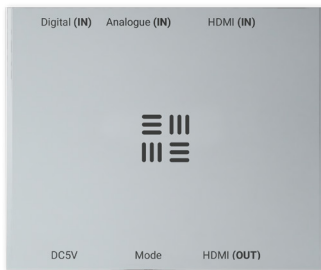 Digital (IN) Analogue (IN) HDMI (IN)
DC5V Mode HDMI (OUT)